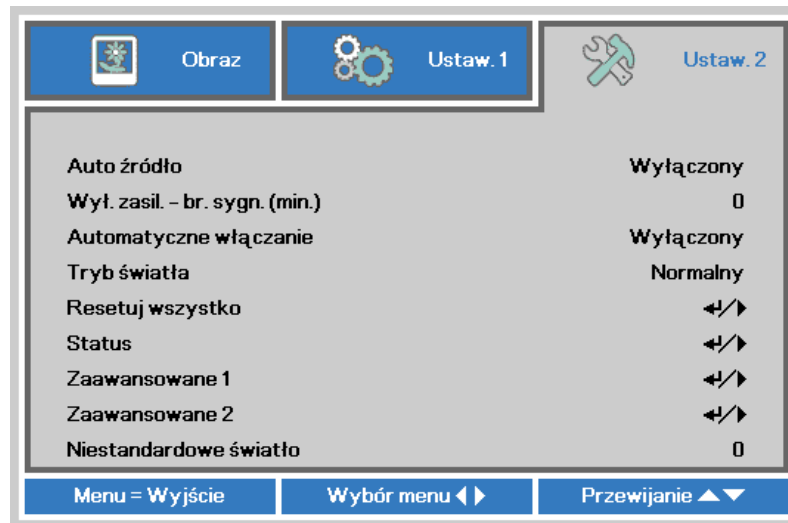 Obraz Ustaw. 1 Ustaw. 2
Auto źródło Wyłączony
Wył. zasil. – br. sygn. (min.) 0
Automatyczne włączanie Wyłączony
Tryb światła Normalny
Resetuj wszystko ↵/▶
Status ↵/▶
Zaawansowane 1 ↵/▶
Zaawansowane 2 ↵/▶
Niestandardowe światło 0
Menu = Wyjście Wybór menu ◀ ▶ Przewijanie ▲▼